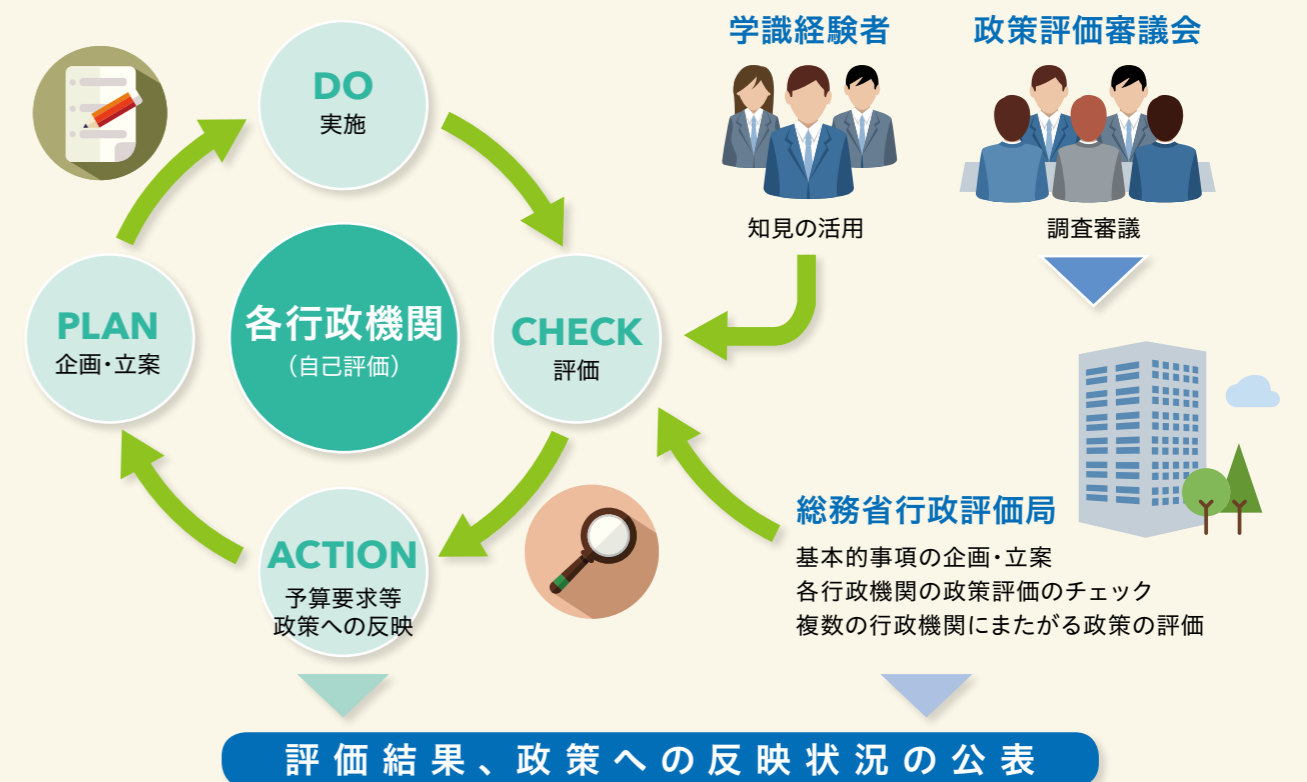 学識経験者
政策評価審議会
DO
実施
知見の活用
調査審議
PLAN
企画・立案
各行政機関
（自己評価）
CHECK
評価
ACTION
予算要求等
政策への反映
総務省行政評価局
基本的事項の企画・立案
各行政機関の政策評価のチェック
複数の行政機関にまたがる政策の評価
評価結果、政策への反映状況の公表